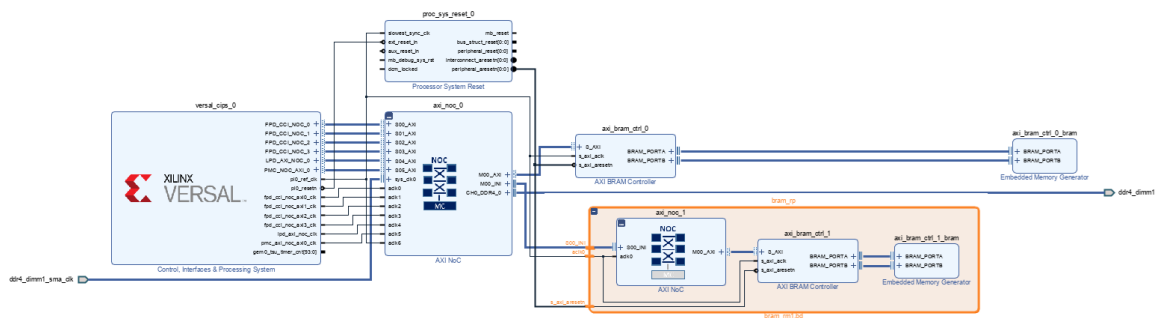 proc_sys_reset_0
slowest_sync_clk
mb_reset
ext_reset_in
bus_struct_reset[0:0]
aux_reset_in
peripheral_reset[0:0]
mb_debug_sys_rst
interconnect_aresetn[0:0]
dcm_locked
peripheral_aresetn[0:0]
Processor System Reset
versal_cips_0
FPD_CCI_NOC_0
FPD_CCI_NOC_1
FPD_CCI_NOC_2
FPD_CCI_NOC_3
LPD_AXI_NOC_0
PMC_NOC_AXI_0
pl0_ref_clk
pl0_resetn
fpd_cci_noc_axi0_clk
fpd_cci_noc_axi1_clk
fpd_cci_noc_axi2_clk
fpd_cci_noc_axi3_clk
lpd_axi_noc_clk
pmc_axi_noc_axi0_clk
gem0_tsu_timer_cnt[93:0]
XILINX
VERSAL
Control, Interfaces & Processing System
ddr4_dimm1_sma_clk
axi_noc_0
S00_AXI
S01_AXI
S02_AXI
S03_AXI
S04_AXI
S05_AXI
sys_clk0
aclk0
aclk1
aclk2
aclk3
aclk4
aclk5
aclk6
NOC
MC
M00_AXI
M00_INI
CH0_DDR4_0
AXI NoC
axi_bram_ctrl_0
S_AXI
s_axi_aclk
s_axi_aresetn
BRAM_PORTA
BRAM_PORTB
AXI BRAM Controller
axi_bram_ctrl_0_bram
BRAM_PORTA
BRAM_PORTB
Embedded Memory Generator
ddr4_dimm1
bram_rp
S00_INI
aclk0
s_axi_aresetn
axi_noc_1
S00_INI
aclk0
NOC
M00_AXI
AXI NoC
axi_bram_ctrl_1
S_AXI
s_axi_aclk
s_axi_aresetn
BRAM_PORTA
BRAM_PORTB
AXI BRAM Controller
axi_bram_ctrl_1_bram
BRAM_PORTA
BRAM_PORTB
Embedded Memory Generator
bram_rm1.bd